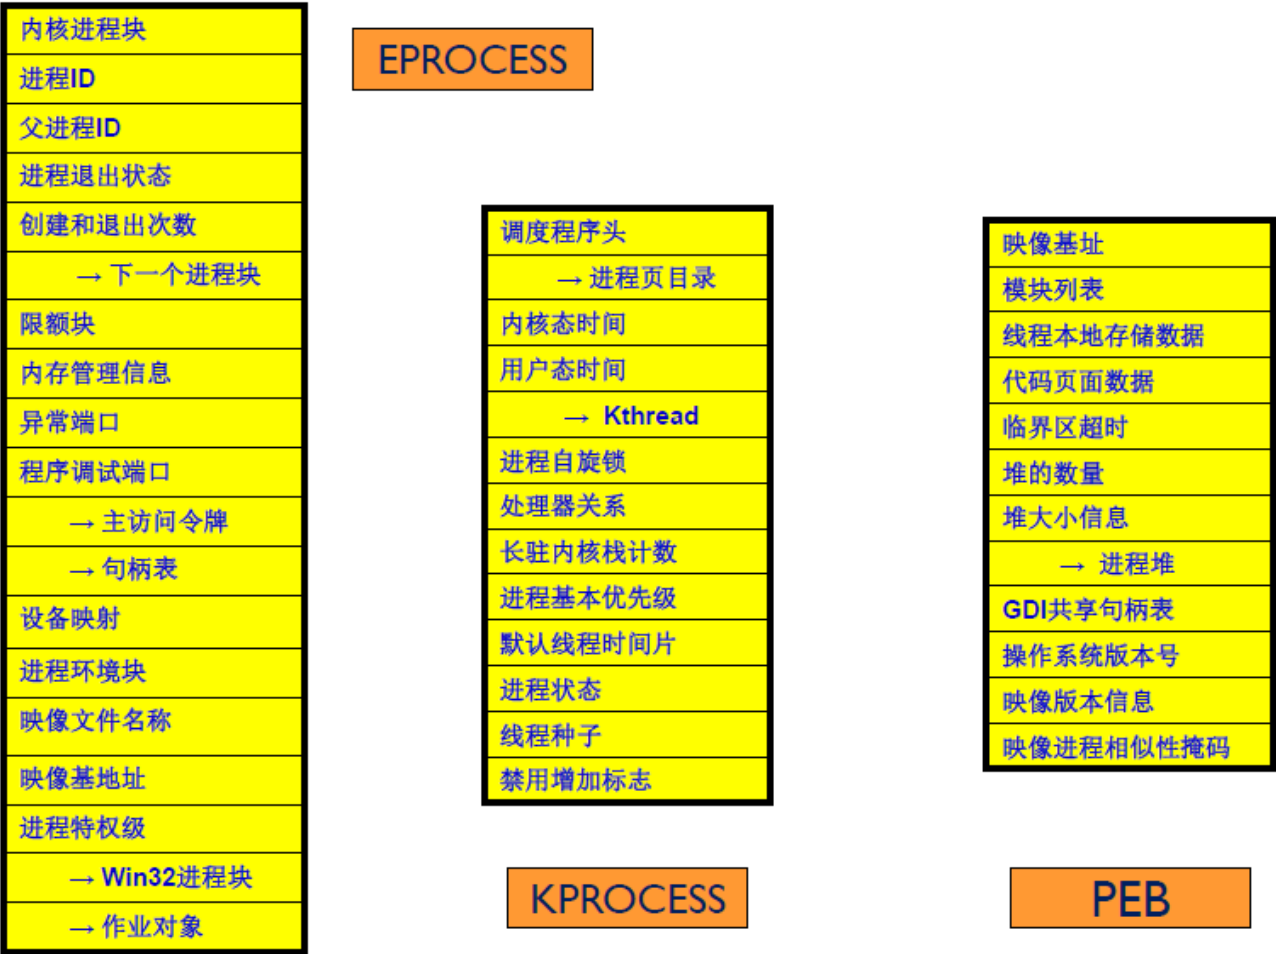 内核进程块
进程ID
父进程ID
进程退出状态
创建和退出次数
→ 下一个进程块
限额块
内存管理信息
异常端口
程序调试端口
→ 主访问令牌
→ 句柄表
设备映射
进程环境块
映像文件名称
映像基地址
进程特权级
→ Win32进程块
→ 作业对象
EPROCESS
调度程序头
→ 进程页目录
内核态时间
用户态时间
→ Kthread
进程自旋锁
处理器关系
长驻内核栈计数
进程基本优先级
默认线程时间片
进程状态
线程种子
禁用增加标志
KPROCESS
映像基址
模块列表
线程本地存储数据
代码页面数据
临界区超时
堆的数量
堆大小信息
→ 进程堆
GDI共享句柄表
操作系统版本号
映像版本信息
映像进程相似性掩码
PEB